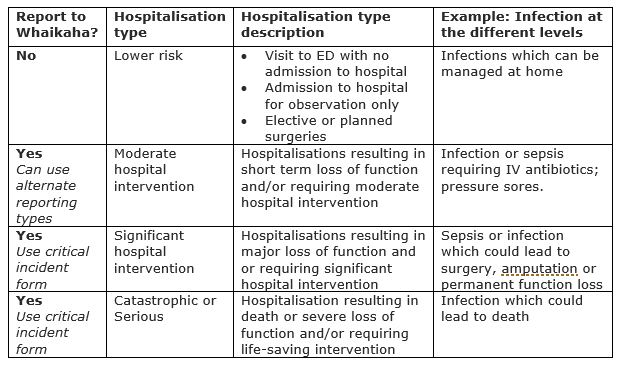 Report to Whaikaha?
Hospitalisation type
Hospitalisation type description
Example: Infection at the different levels
No
Lower risk
• Visit to ED with no
admission to hospital
• Admission to hospital
for observation only
• Elective or planned
surgeries
Infections which can be
managed at home
Yes
Can use
alternate
reporting
types
Moderate
hospital
intervention
Hospitalisations resulting in
short term loss of function
and/or requiring moderate
hospital intervention
Infection or sepsis
requiring IV antibiotics;
pressure sores.
Yes
Use critical
incident
form
Significant
hospital
intervention
Hospitalisations resulting in
major loss of function and
or requiring significant
hospital intervention
Sepsis or infection
which could lead to
surgery, amputation or
permanent function loss
Yes
Use critical
incident
form
Catastrophic or
Serious
Hospitalisation resulting in
death or severe loss of
function and/or requiring
life-saving intervention
Infection which could
lead to death